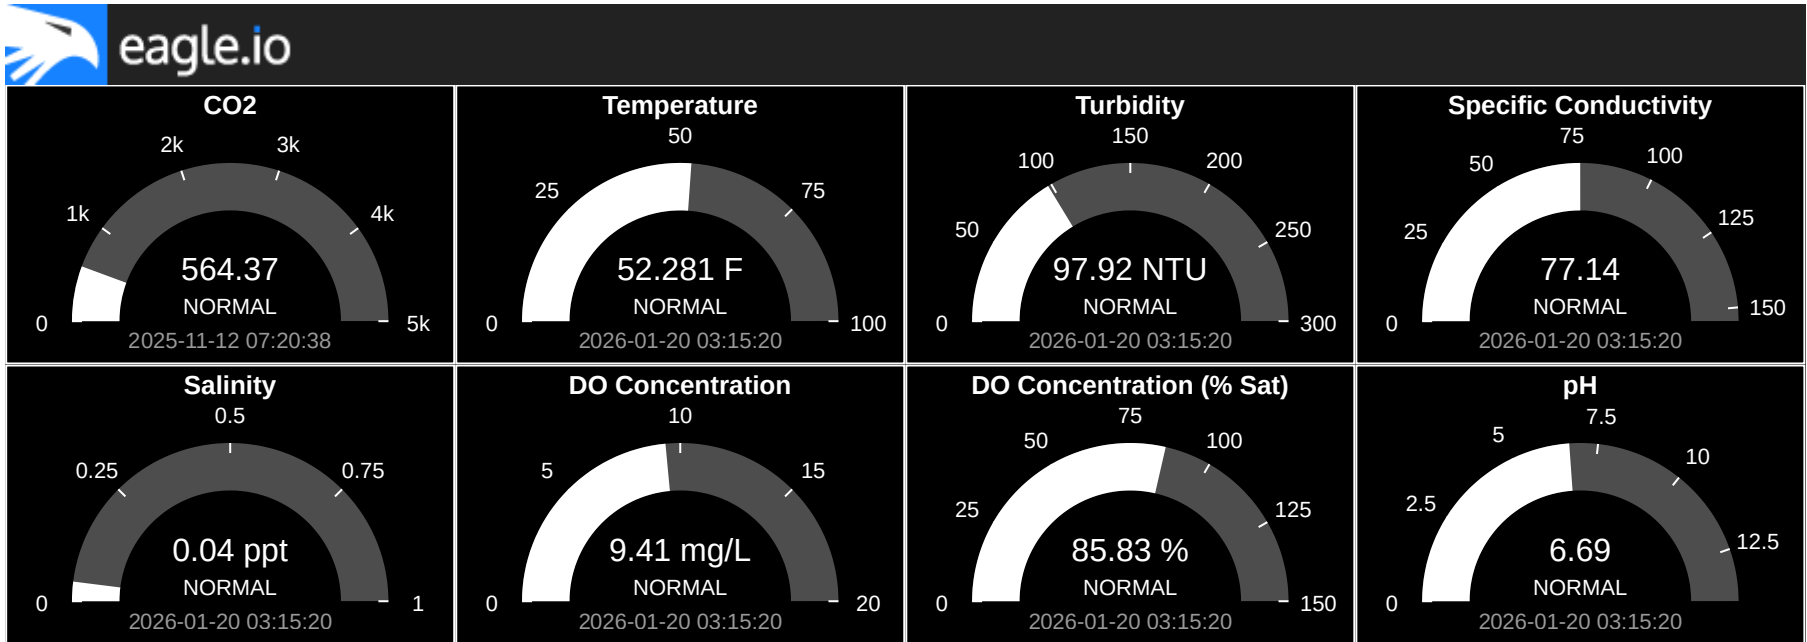 eagle.io
CO2
0
1k
2k
3k
4k
5k
564.37
NORMAL
2025-11-12 07:20:38
Temperature
0
25
50
75
100
52.281 F
NORMAL
2026-01-20 03:15:20
Turbidity
0
50
100
150
200
250
300
97.92 NTU
NORMAL
2026-01-20 03:15:20
Specific Conductivity
0
25
50
75
100
125
150
77.14
NORMAL
2026-01-20 03:15:20
Salinity
0
0.25
0.5
0.75
1
0.04 ppt
NORMAL
2026-01-20 03:15:20
DO Concentration
0
5
10
15
20
9.41 mg/L
NORMAL
2026-01-20 03:15:20
DO Concentration (% Sat)
0
25
50
75
100
125
150
85.83 %
NORMAL
2026-01-20 03:15:20
pH
0
2.5
5
7.5
10
12.5
6.69
NORMAL
2026-01-20 03:15:20